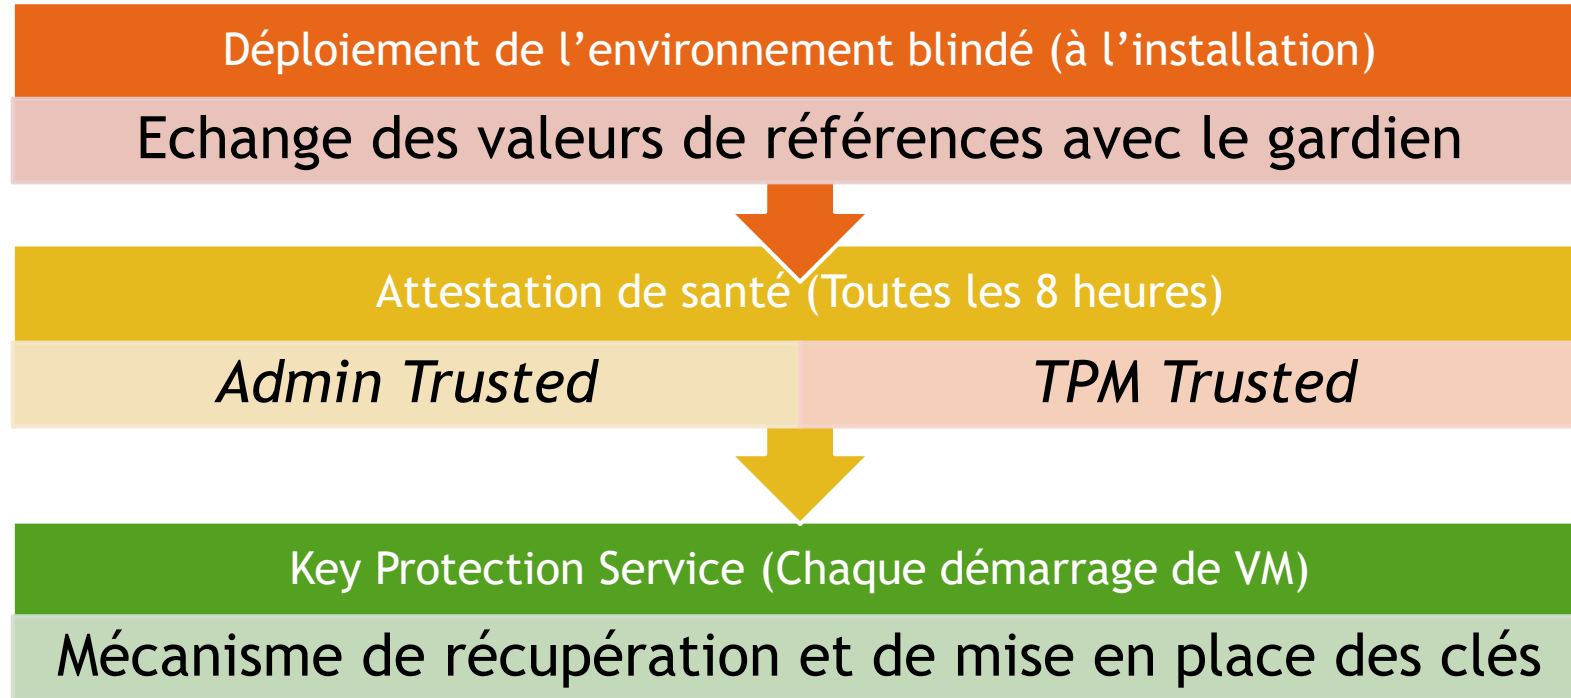 Déploiement de l’environnement blindé (à l’installation)
Echange des valeurs de références avec le gardien
Attestation de santé (Toutes les 8 heures)
Admin Trusted
TPM Trusted
Key Protection Service (Chaque démarrage de VM)
Mécanisme de récupération et de mise en place des clés